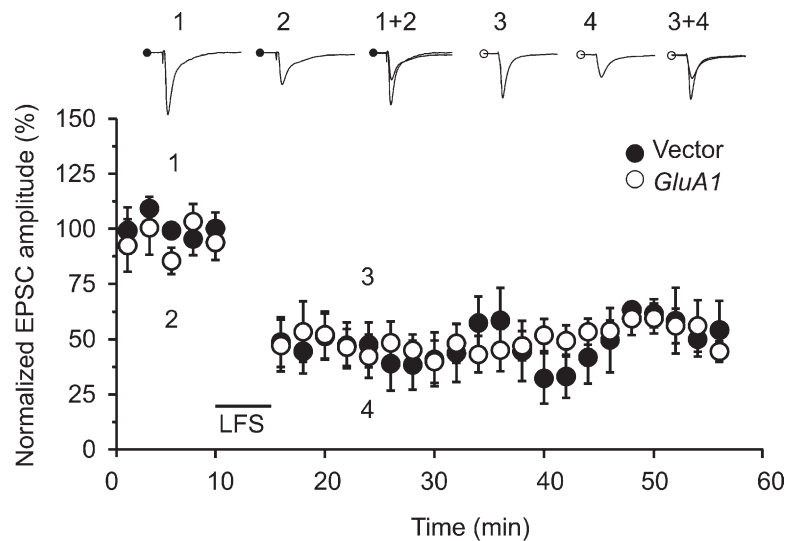 1 2 1+2 3 4 3+4
Normalized EPSC amplitude (%)
150
125
100
75
50
25
0
1
2
3
4
Vector
GluA1
LFS
0 10 20 30 40 50 60
Time (min)